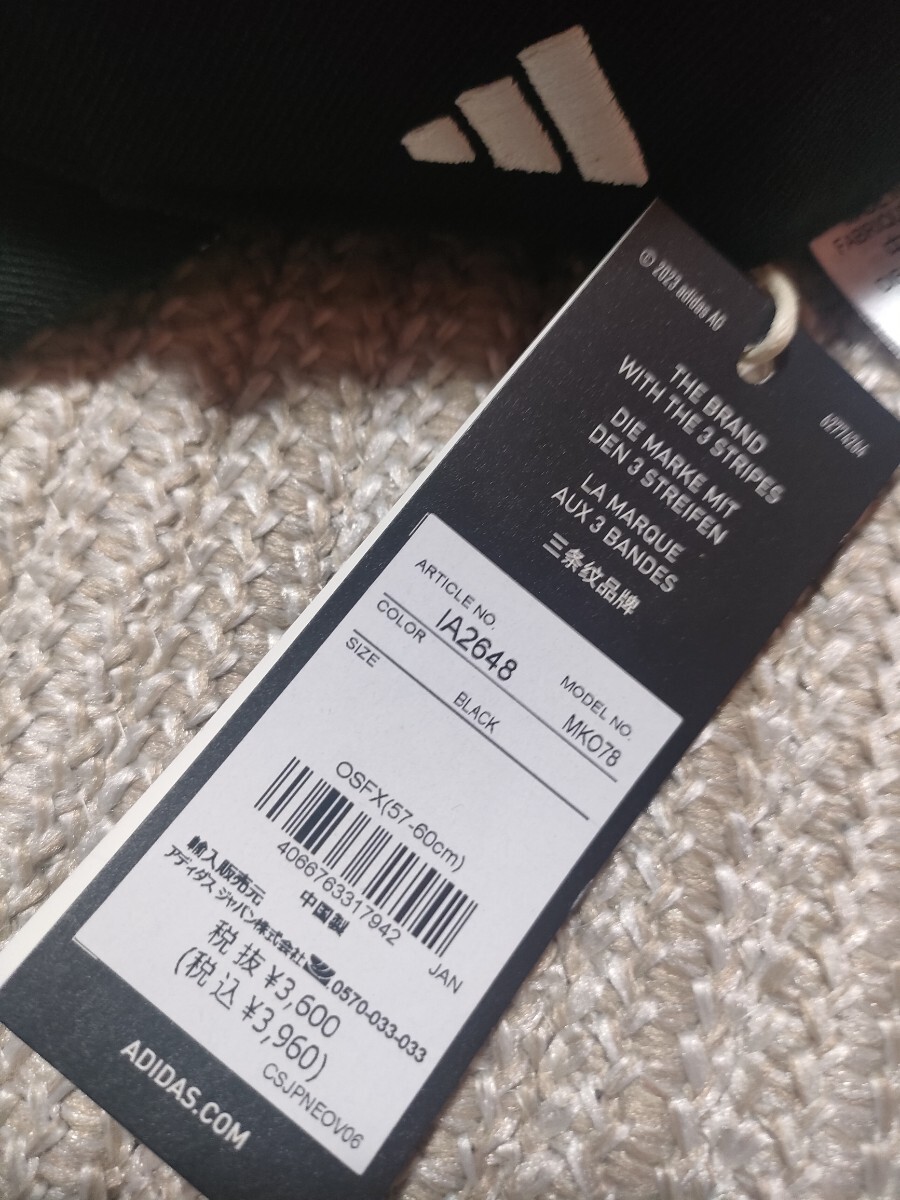 © 2023 adidas AG
THE BRAND
WITH THE 3 STRIPES
DIE MARKE MIT
DEN 3 STREIFEN
LA MARQUE
AUX 3 BANDES
三条纹品牌
ARTICLE NO.
IA2648
MODEL NO.
MKO78
COLOR
BLACK
SIZE
OSFX(57-60cm)
4066763317942
JAN
輸入販売元
中国製
アディダス ジャパン株式会社
0570-033-033
税抜 ¥3,600
(税込 ¥3,960)
CSJPNEOV06
ADIDAS.COM